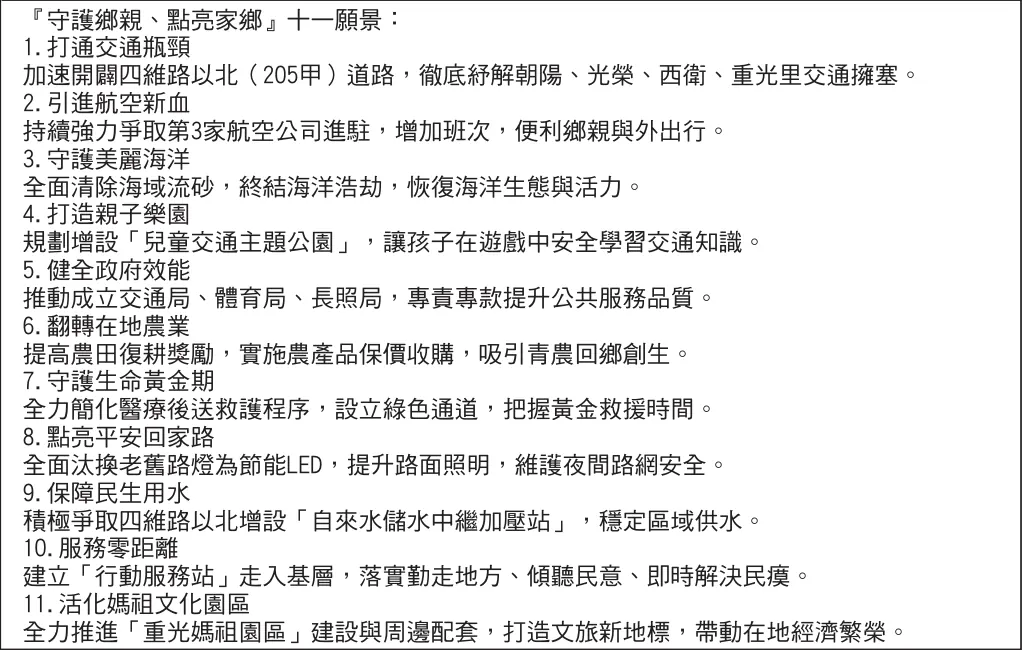 『守護鄉親、點亮家鄉』十一願景：
1.打通交通瓶頸
加速開闢四維路以北（205甲）道路，徹底紓解朝陽、光榮、西衛、重光里交通擁塞。
2.引進航空新血
持續強力爭取第3家航空公司進駐，增加班次，便利鄉親與外出行。
3.守護美麗海洋
全面清除海域流砂，終結海洋浩劫，恢復海洋生態與活力。
4.打造親子樂園
規劃增設「兒童交通主題公園」，讓孩子在遊戲中安全學習交通知識。
5.健全政府效能
推動成立交通局、體育局、長照局，專責專款提升公共服務品質。
6.翻轉在地農業
提高農田復耕獎勵，實施農產品保價收購，吸引青農回鄉創生。
7.守護生命黃金期
全力簡化醫療後送救護程序，設立綠色通道，把握黃金救援時間。
8.點亮平安回家路
全面汰換老舊路燈為節能LED，提升路面照明，維護夜間路網安全。
9.保障民生用水
積極爭取四維路以北增設「自來水儲水中繼加壓站」，穩定區域供水。
10.服務零距離
建立「行動服務站」走入基層，落實勤走地方、傾聽民意、即時解決民瘼。
11.活化媽祖文化園區
全力推進「重光媽祖園區」建設與周邊配套，打造文旅新地標，帶動在地經濟繁榮。